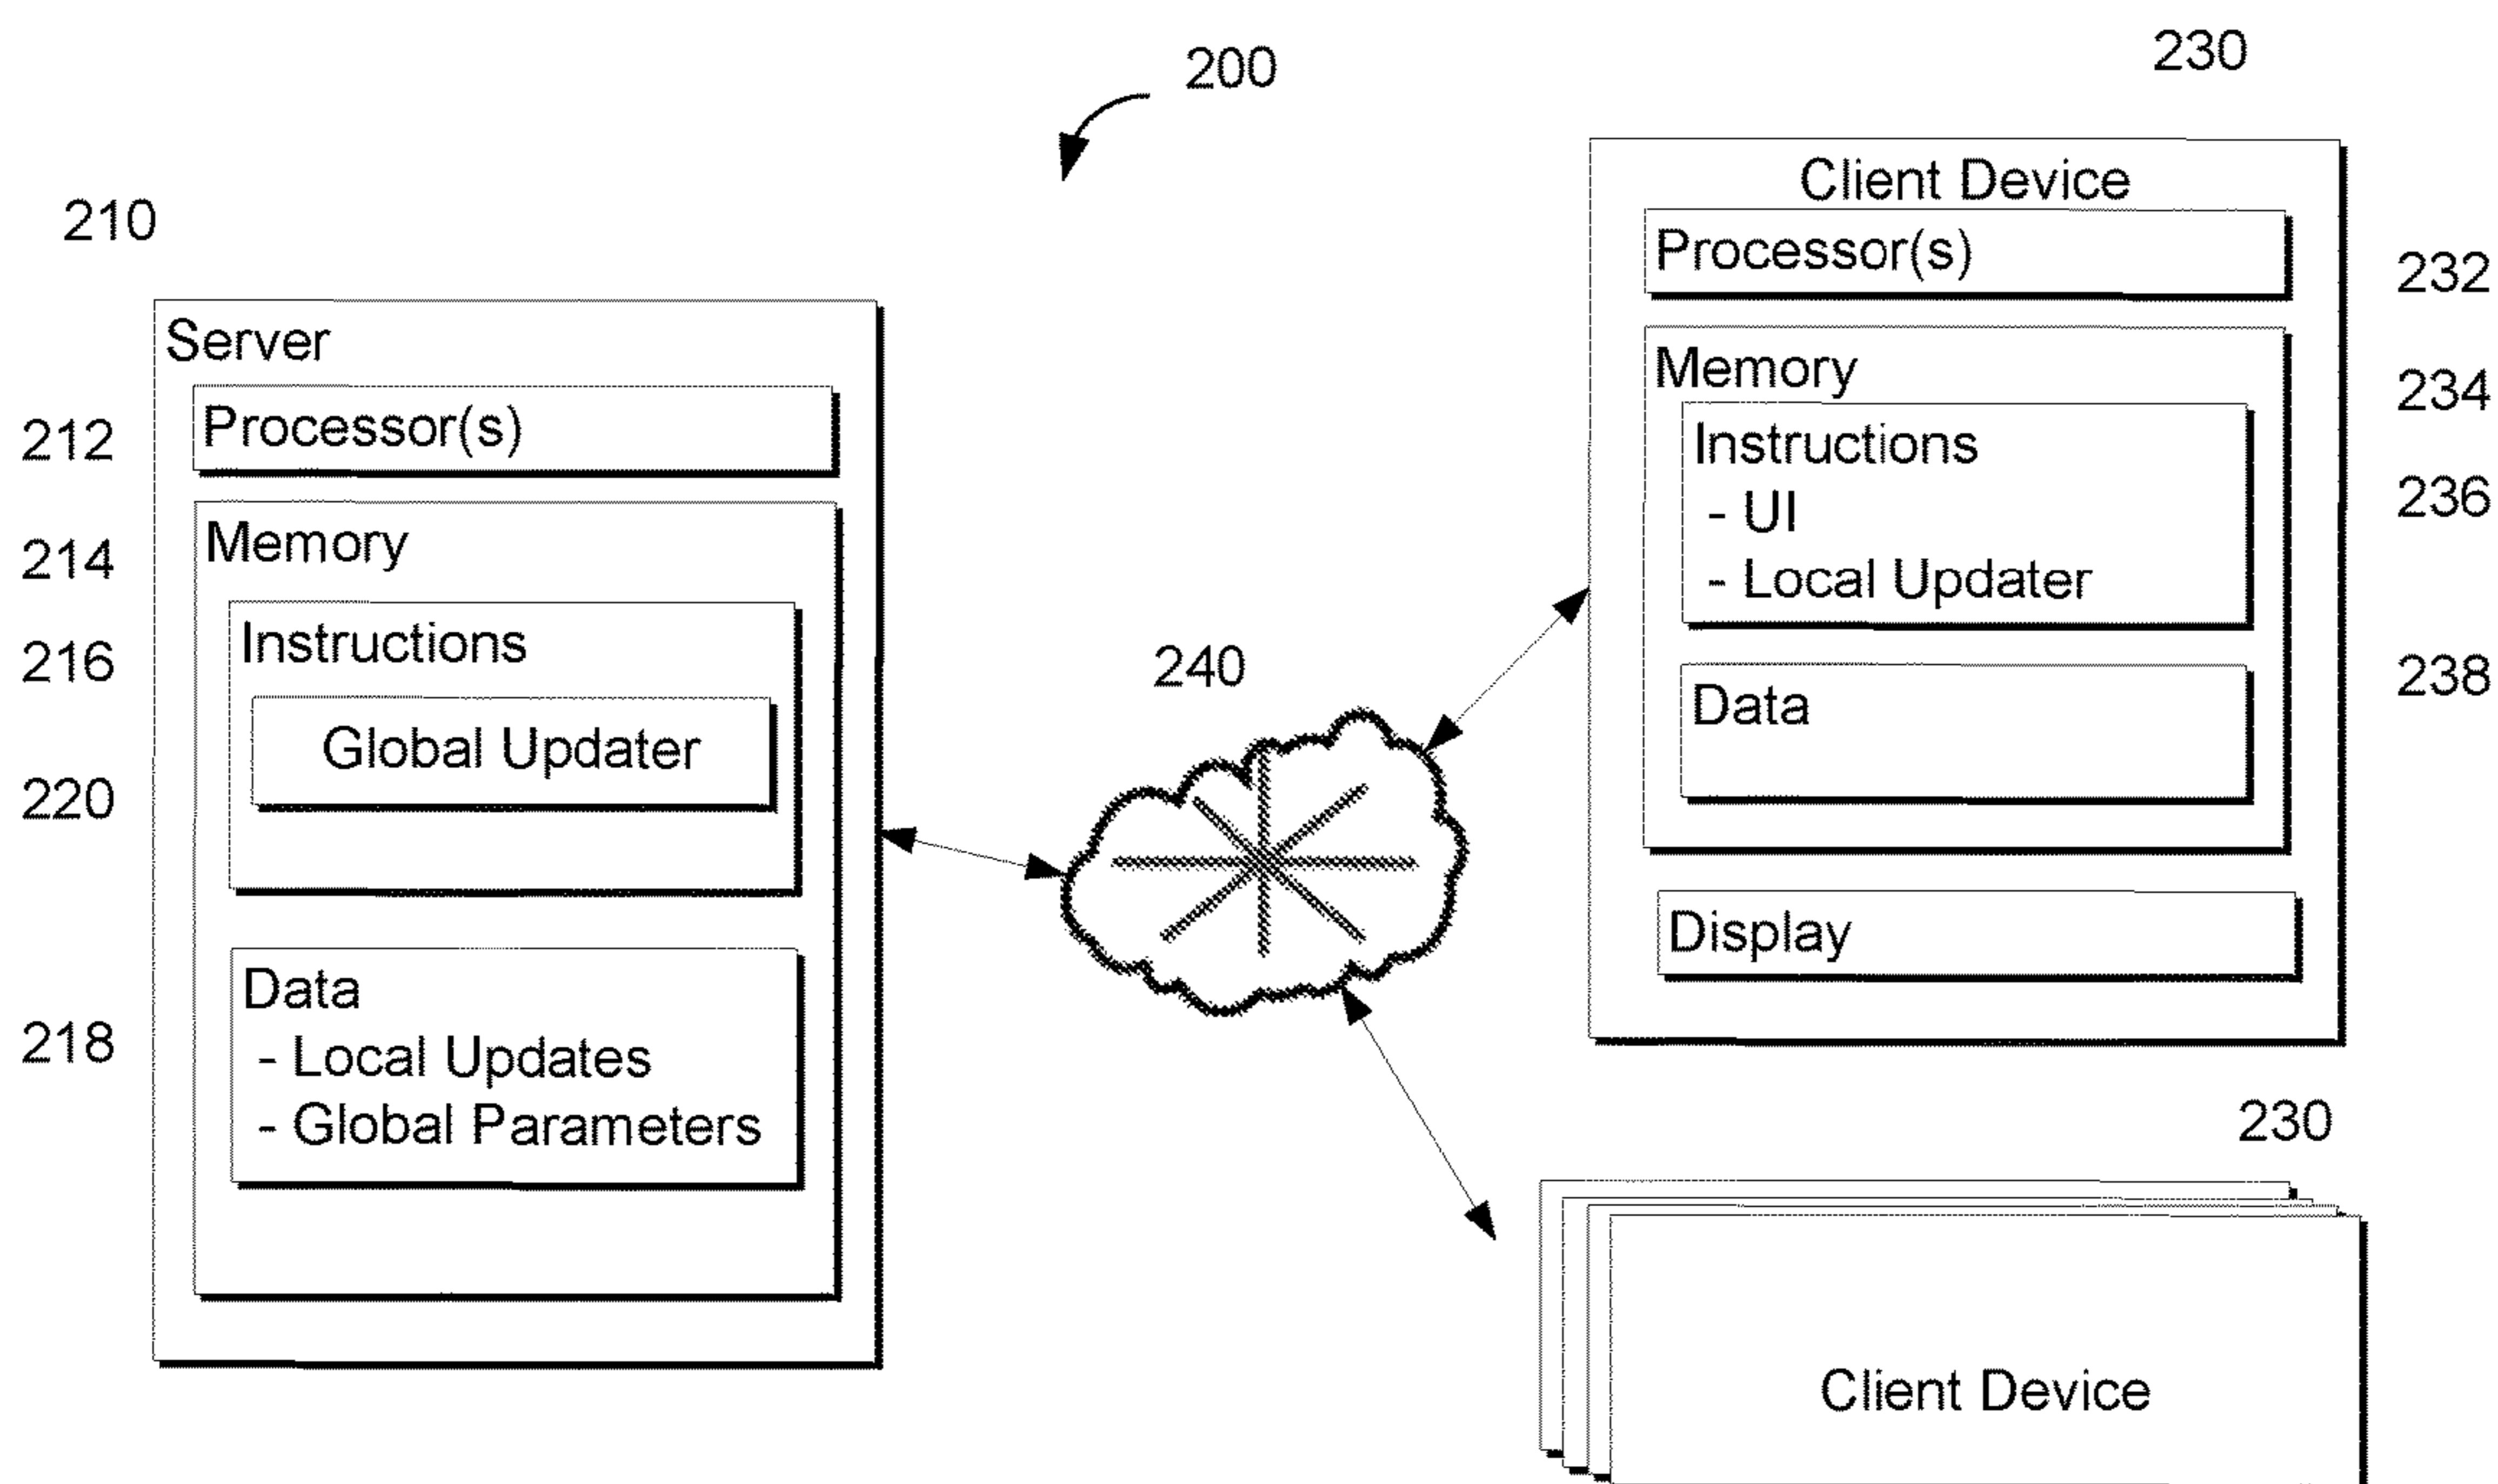 200
210
Server
212
Processor(s)
214
Memory
216
Instructions
220
Global Updater
218
Data
- Local Updates
- Global Parameters
240
230
Client Device
Processor(s)
232
Memory
234
Instructions
- UI
- Local Updater
236
Data
238
Display
230
Client Device